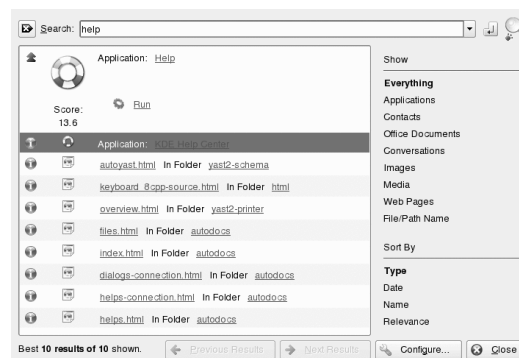 Search: help
Application: Help
Run
Score:
13.6
Application: KDE Help Center
autoyast.html In Folder yast2-schema
keyboard_8cpp-source.html In Folder html
overview.html In Folder yast2-printer
files.html In Folder autodocs
index.html In Folder autodocs
dialogs-connection.html In Folder autodocs
helps-connection.html In Folder autodocs
helps.html In Folder autodocs
Show
Everything
Applications
Contacts
Office Documents
Conversations
Images
Media
Web Pages
File/Path Name
Sort By
Type
Date
Name
Relevance
Best 10 results of 10 shown.
Previous Results
Next Results
Configure...
Close